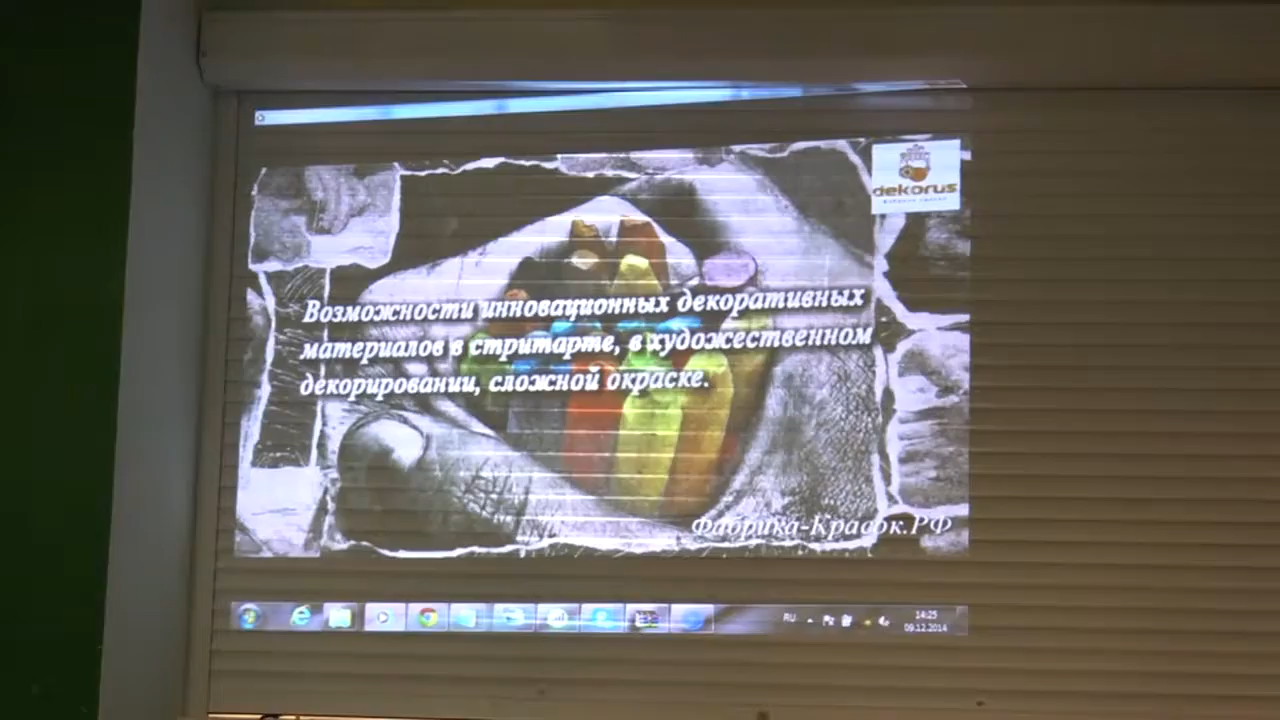 dekorus
Возможности инновационных декоративных
материалов в стритарте, в художественном
декорировании, сложной окраске.
Фабрика-Красок.РФ
RU
14:25
09.12.2014